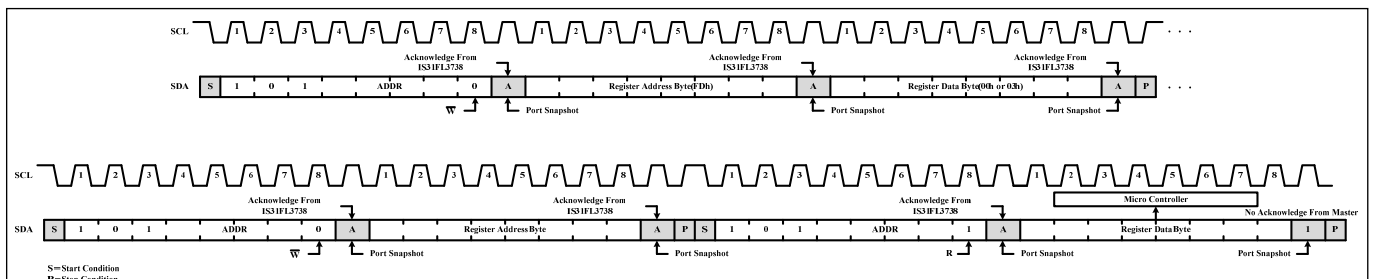 SCL 1 2 3 4 5 6 7 8 1 2 3 4 5 6 7 8 1 2 3 4 5 6 7 8 . . .
Acknowledge From IS31FL3738
Acknowledge From IS31FL3738
Acknowledge From IS31FL3738
SDA S 1 0 1 ADDR 0 A Register Address Byte(FDh) A Register Data Byte(00h or 03h) A P . . .
W Port Snapshot Port Snapshot Port Snapshot
SCL 1 2 3 4 5 6 7 8 1 2 3 4 5 6 7 8 1 2 3 4 5 6 7 8 1 2 3 4 5 6 7 8
Micro Controller
Acknowledge From IS31FL3738
Acknowledge From IS31FL3738
Acknowledge From IS31FL3738
No Acknowledge From Master
SDA S 1 0 1 ADDR 0 A Register Address Byte A P S 1 0 1 ADDR 1 A Register Data Byte 1 P
W Port Snapshot Port Snapshot R Port Snapshot Port Snapshot
S=Start Condition